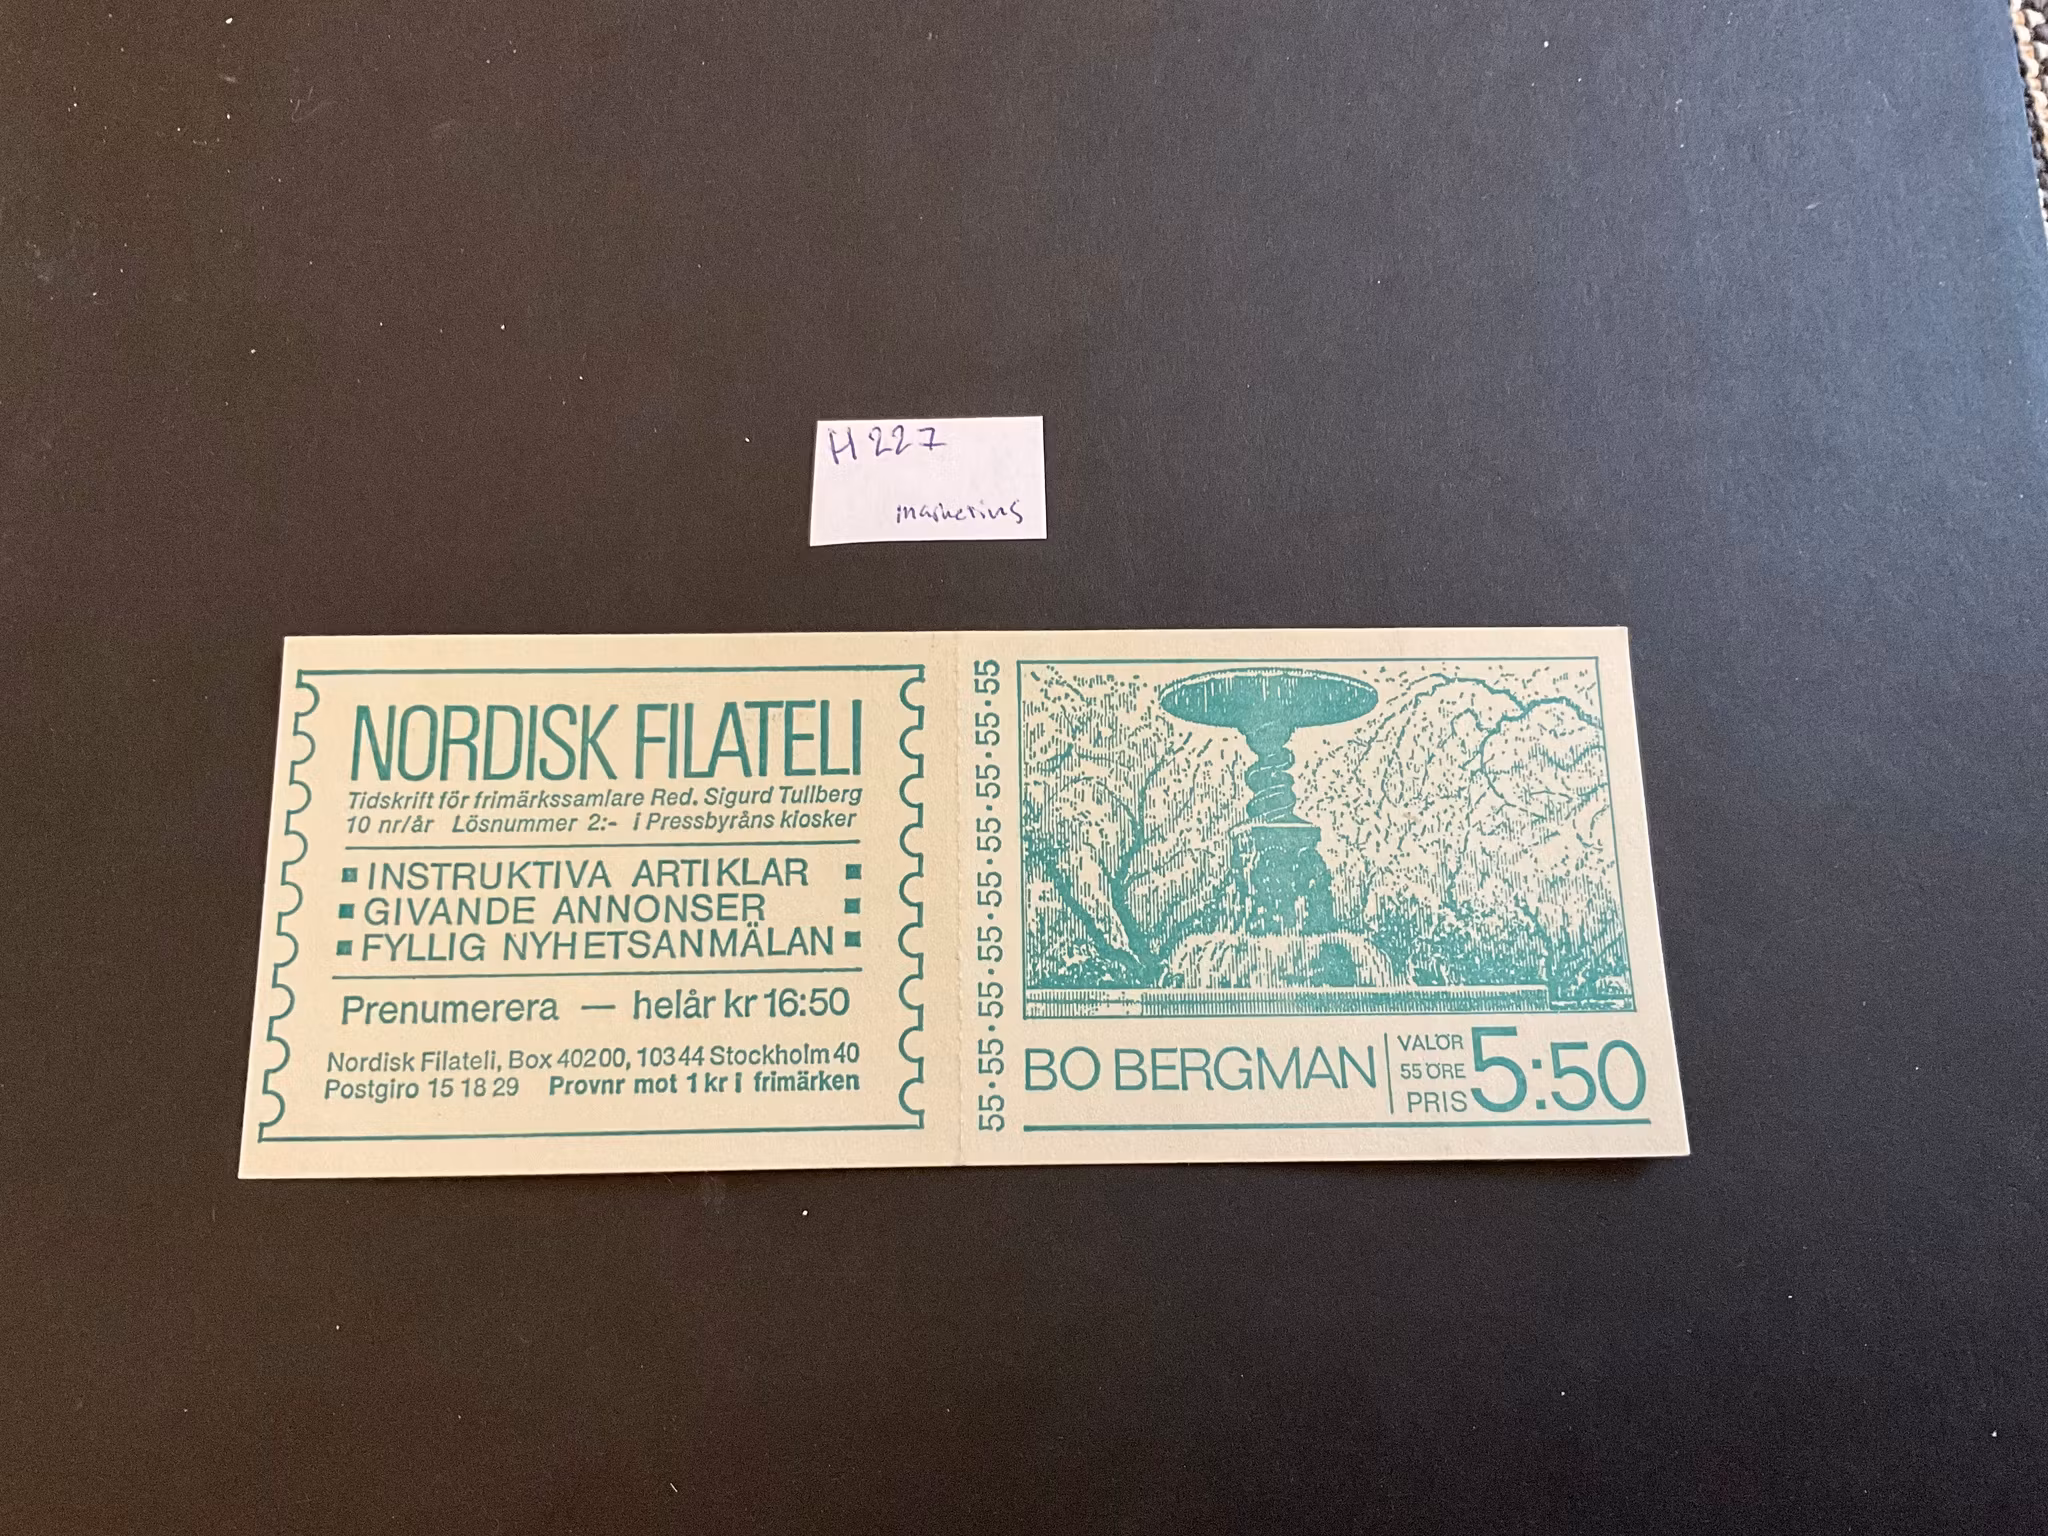 H 227
NORDISK FILATELI
Tidskrift för frimärkssamlare Red. Sigurd Tullberg
10 nr/år Lösnummer 2:- i Pressbyråns kiosker
INSTRUKTIVA ARTIKLAR
GIVANDE ANNONSER
FYLLIG NYHETSANMÄLAN
Prenumerera — helår kr 16:50
Nordisk Filateli, Box 40200, 10344 Stockholm 40
Postgiro 15 18 29 Provnr mot 1 kr i frimärken
55·55·55·55·55·55·55·55·55
BO BERGMAN
VALÖR
55 ÖRE
PRIS
5:50